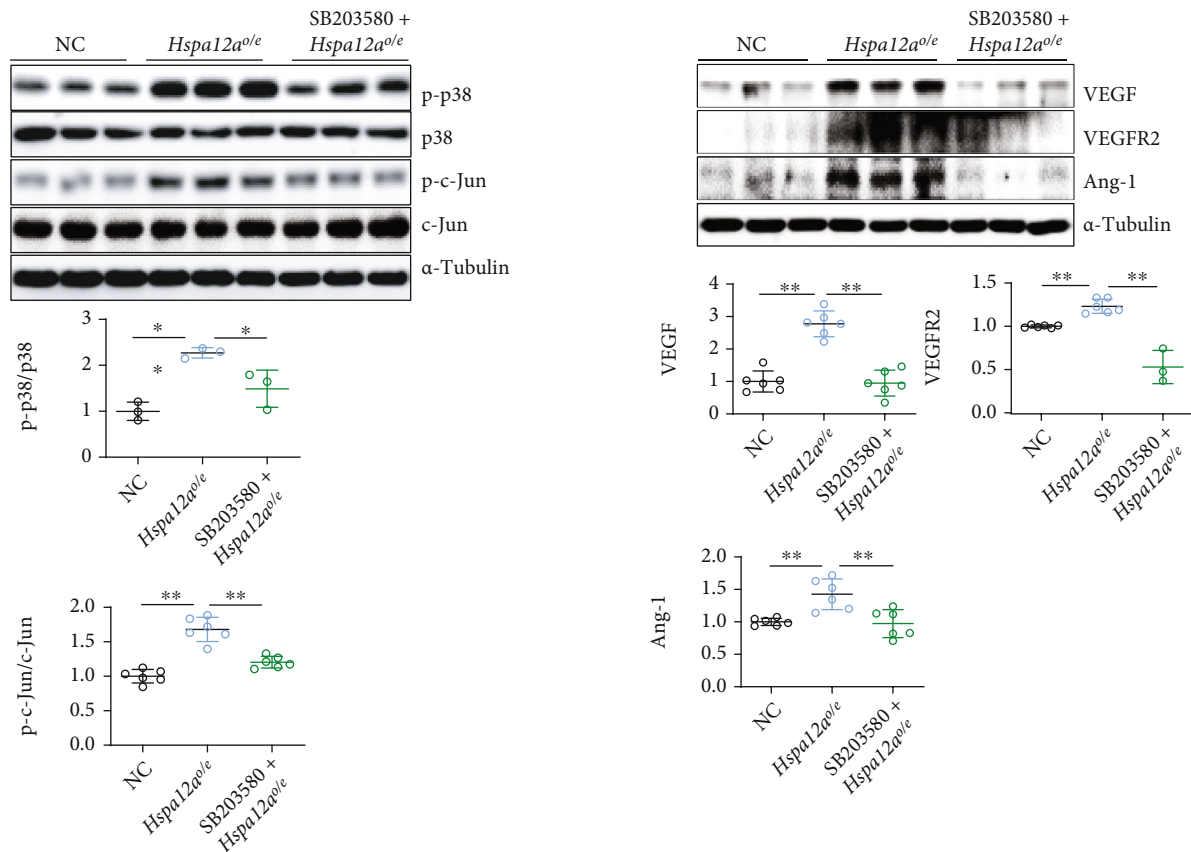 NC
Hspa12a^o/e
SB203580 +
Hspa12a^o/e
p-p38
p38
p-c-Jun
c-Jun
α-Tubulin
NC
Hspa12a^o/e
SB203580 +
Hspa12a^o/e
VEGF
VEGFR2
Ang-1
α-Tubulin
p-p38/p38
3
2
1
0
*
*
*
NC
Hspa12a^o/e
SB203580 +
Hspa12a^o/e
VEGF
4
3
2
1
0
**
**
NC
Hspa12a^o/e
SB203580 +
Hspa12a^o/e
VEGFR2
1.5
1.0
0.5
0.0
**
**
NC
Hspa12a^o/e
SB203580 +
Hspa12a^o/e
p-c-Jun/c-Jun
2.0
1.5
1.0
0.5
0.0
**
**
NC
Hspa12a^o/e
SB203580 +
Hspa12a^o/e
Ang-1
2.0
1.5
1.0
0.5
0.0
**
**
NC
Hspa12a^o/e
SB203580 +
Hspa12a^o/e